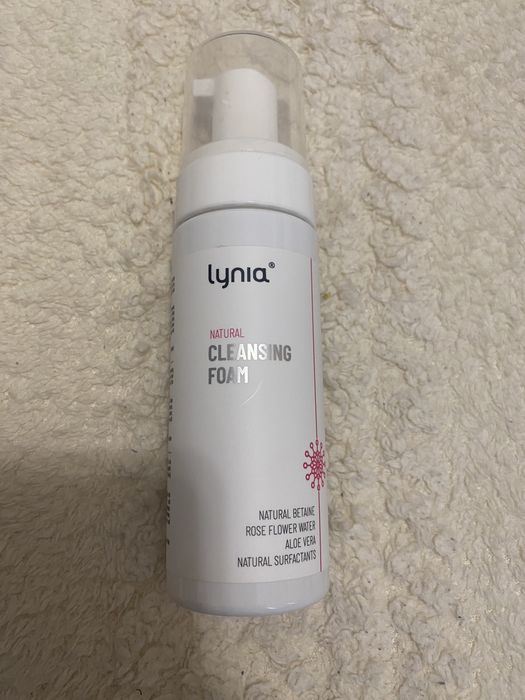 lynia®
NATURAL
CLEANSING
FOAM
NATURAL BETAINE
ROSE FLOWER WATER
ALOE VERA
NATURAL SURFACTANTS